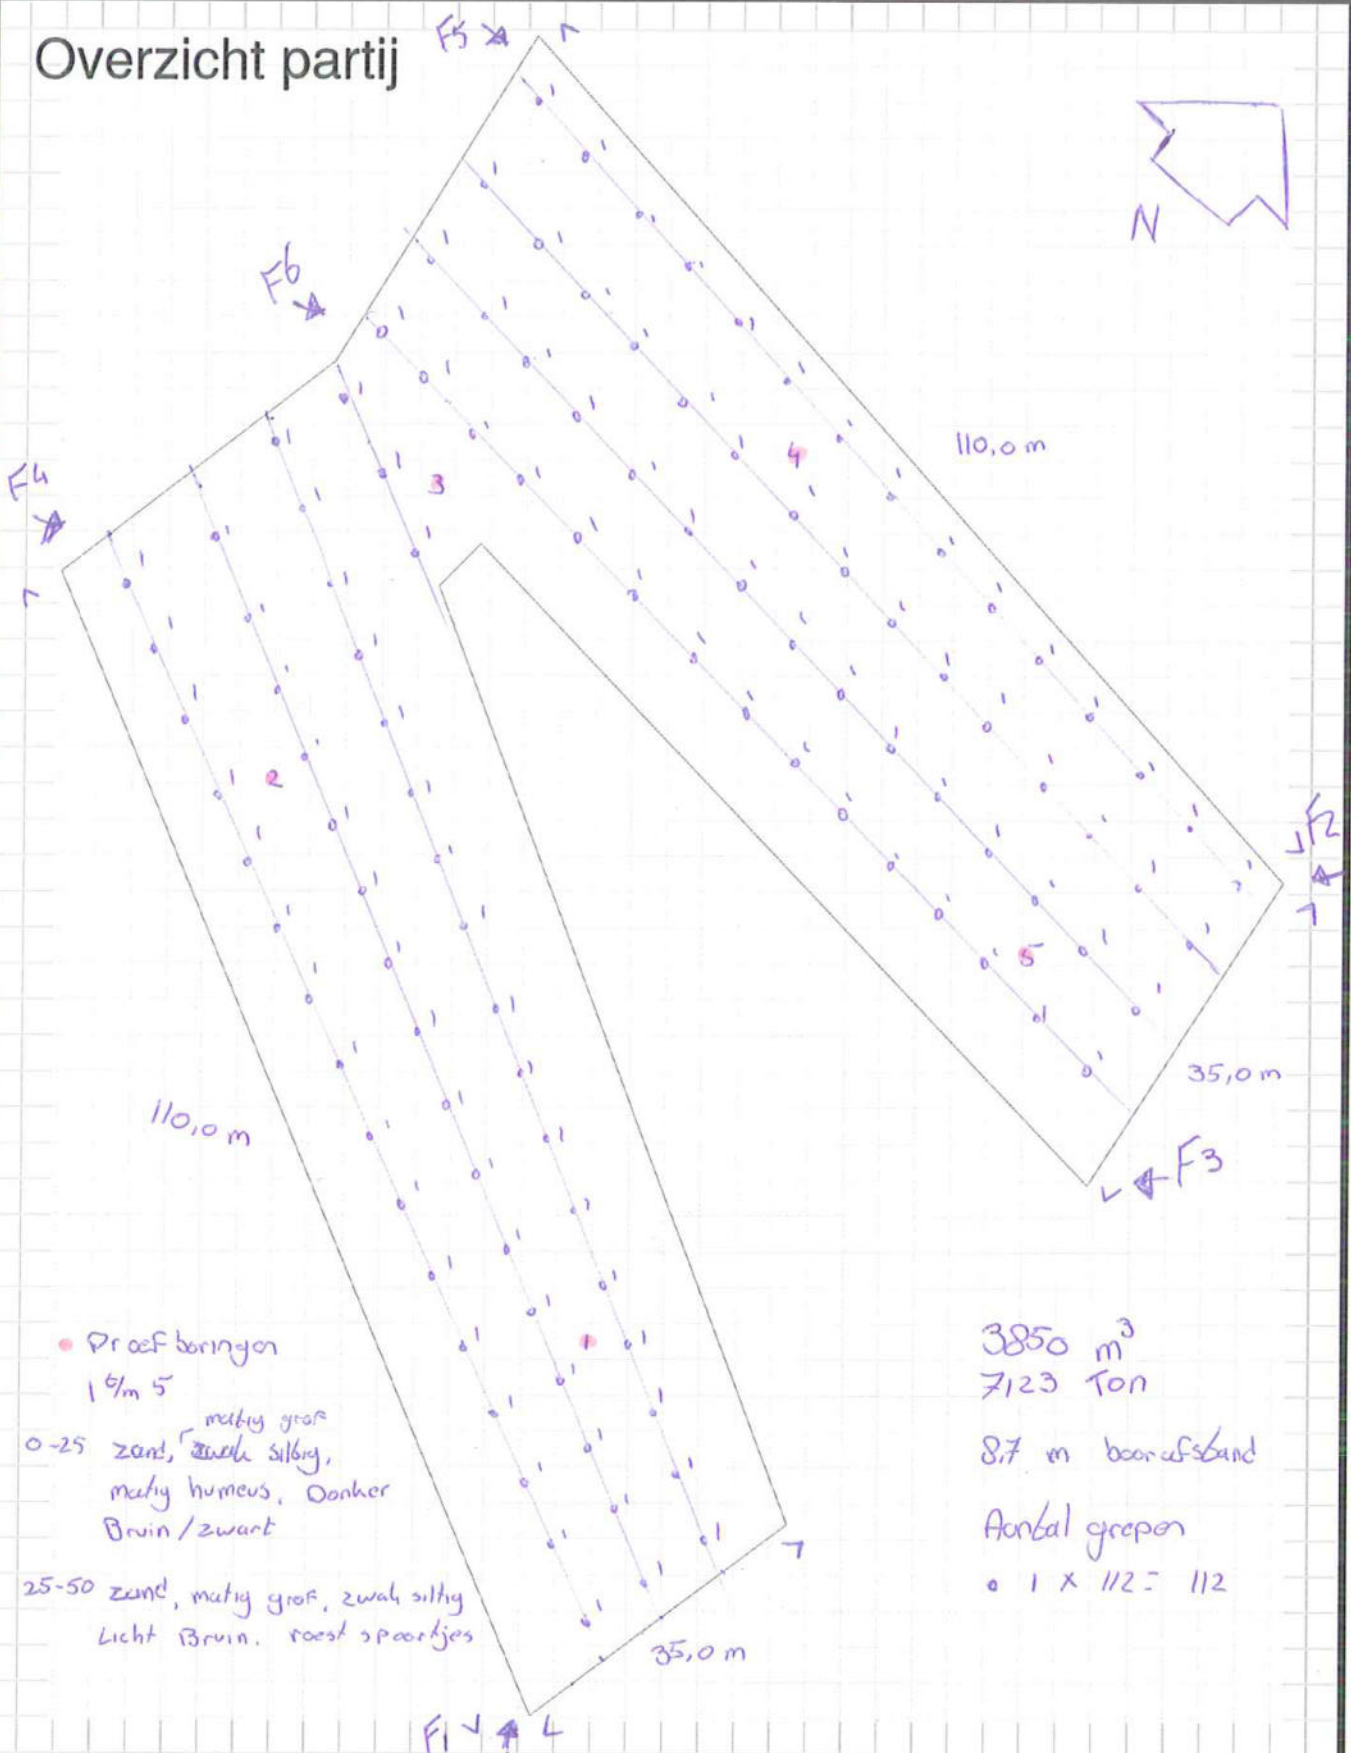 Overzicht partij
F5
F6
F4
N
3
4
110,0 m
2
F2
5
35,0 m
110,0 m
F3
1
Proefboringen
1 t/m 5
matig grof
0-25 zand, zwak siltig,
matig humeus, Donker
Bruin/zwart
25-50 zand, matig grof, zwak siltig
Licht Bruin. roest spoortjes
3850 m³
7123 Ton
8,7 m boorafstand
Aantal grepen
1 x 112 = 112
35,0 m
F1